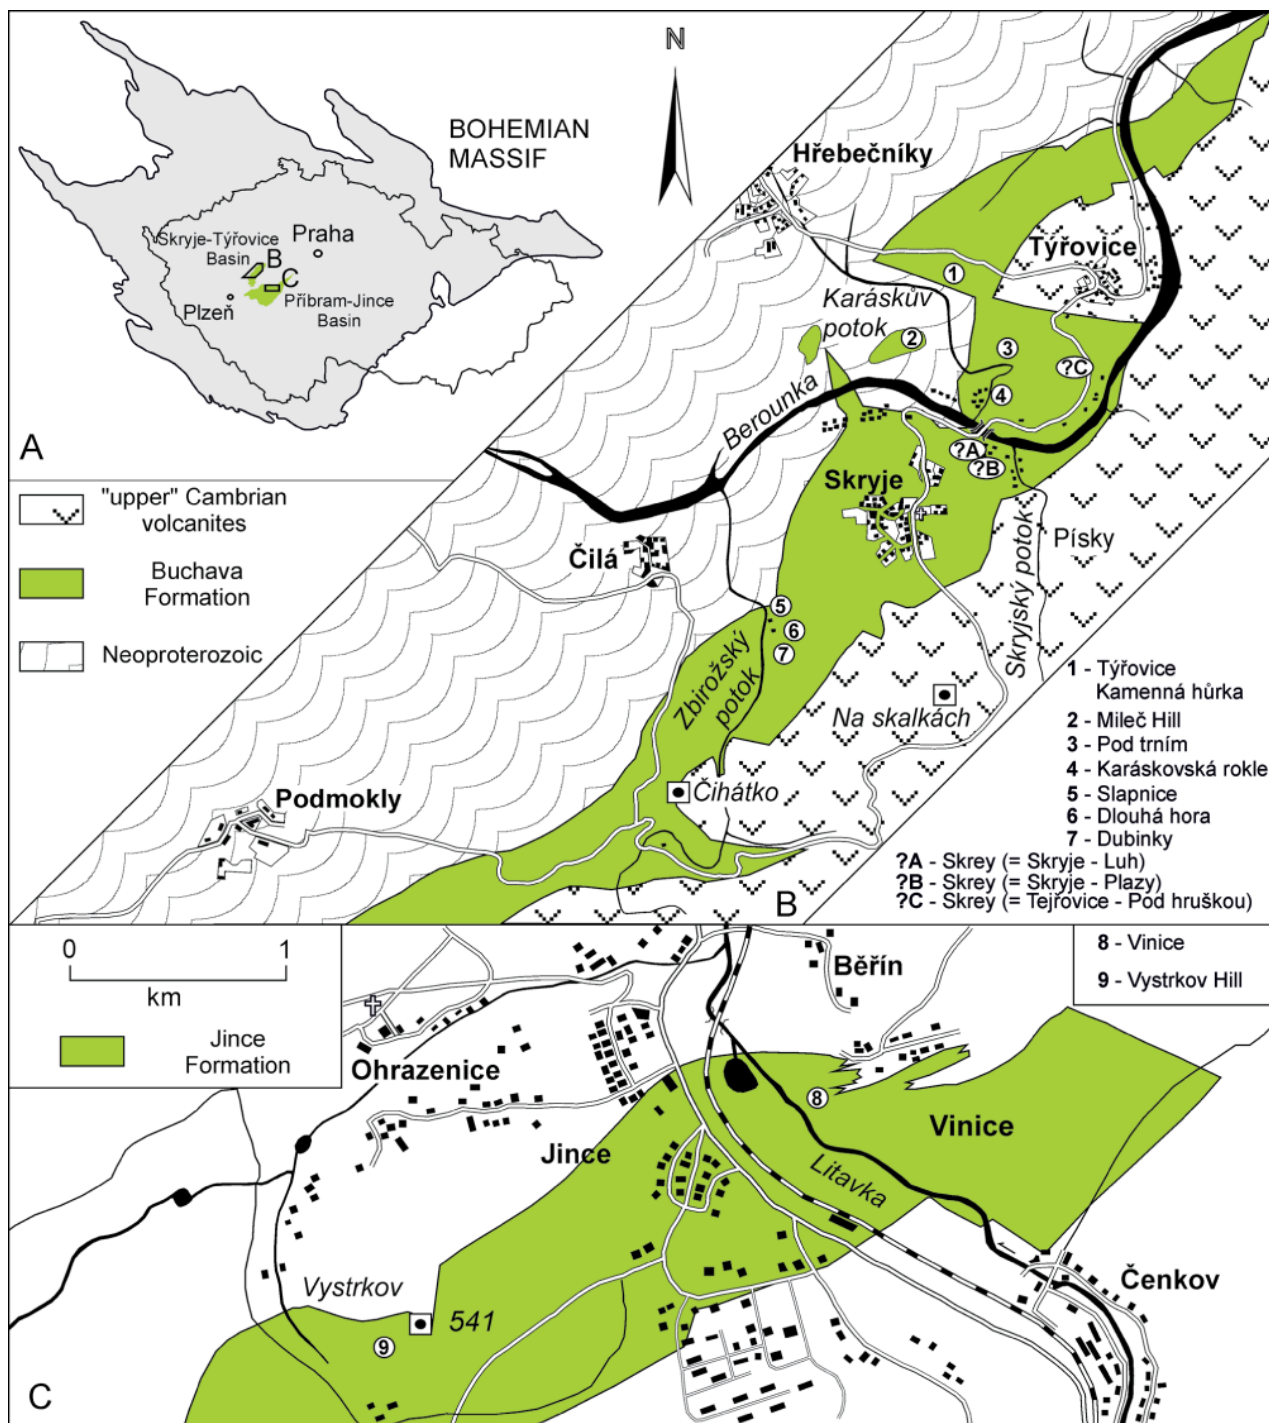 BOHEMIAN
MASSIF
Skryje-Týřovice
Basin
B
Praha
C
Plzeň
Příbram-Jince
Basin
A
N
Hřebečníky
Týřovice
1
Karáskův
potok
2
3
?C
4
Berounka
?A
?B
Skryje
"upper" Cambrian
volcanites
Buchava
Formation
Neoproterozoic
Čilá
Písky
Skryjský potok
5
6
7
Zbirožský
potok
Na skalkách
Čihátko
Podmokly
1 - Týřovice
Kamenná hůrka
2 - Mileč Hill
3 - Pod trním
4 - Karáskovská rokle
5 - Slapnice
6 - Dlouhá hora
7 - Dubinky
?A - Skrey (= Skryje - Luh)
?B - Skrey (= Skryje - Plazy)
?C - Skrey (= Tejřovice - Pod hruškou)
B
0 1
km
Jince
Formation
8 - Vinice
9 - Vystrkov Hill
Běřín
Ohrazenice
8
Vinice
Jince
Litavka
Čenkov
Vystrkov
541
9
C